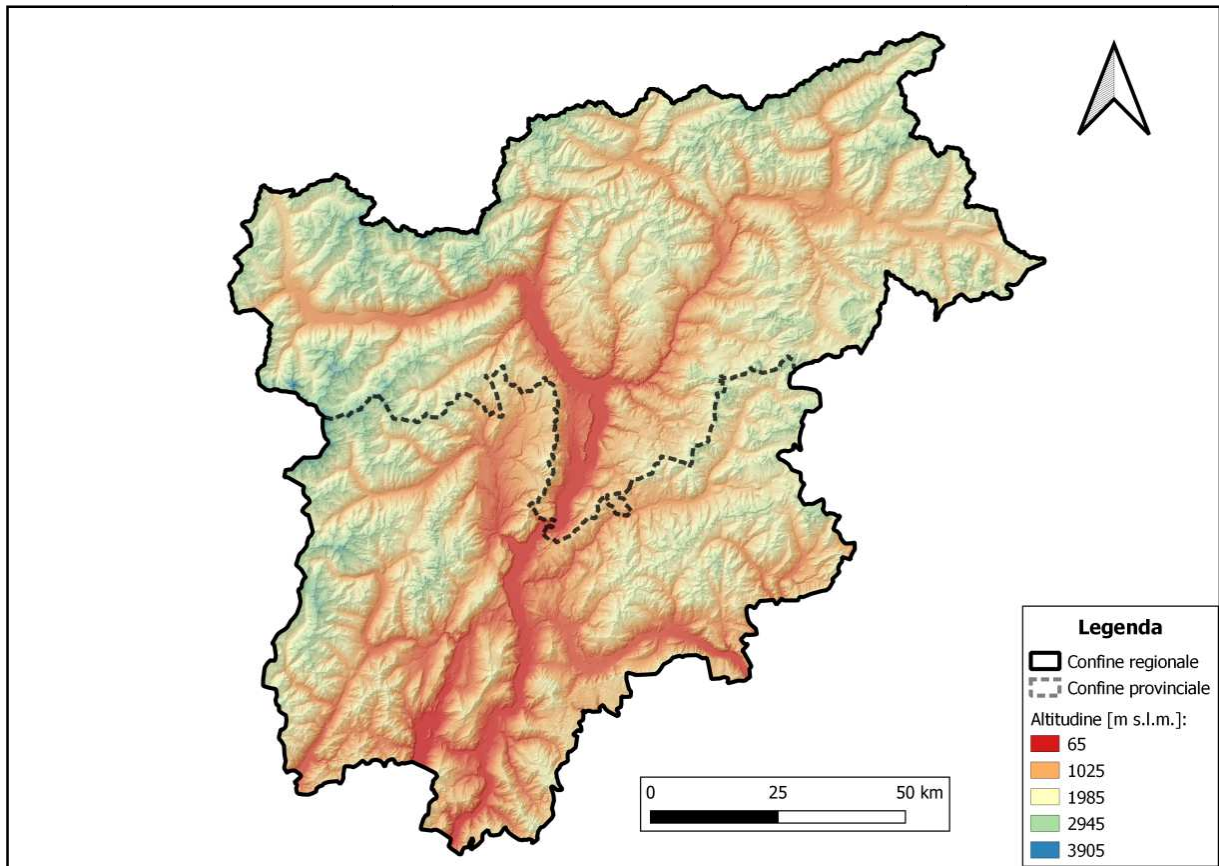 Legenda
Confine regionale
Confine provinciale
Altitudine [m s.l.m.]:
65
1025
1985
2945
3905
0 25 50 km